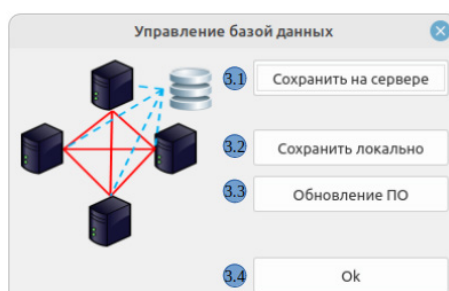 Управление базой данных
3.1 Сохранить на сервере
3.2 Сохранить локально
3.3 Обновление ПО
3.4 Ok